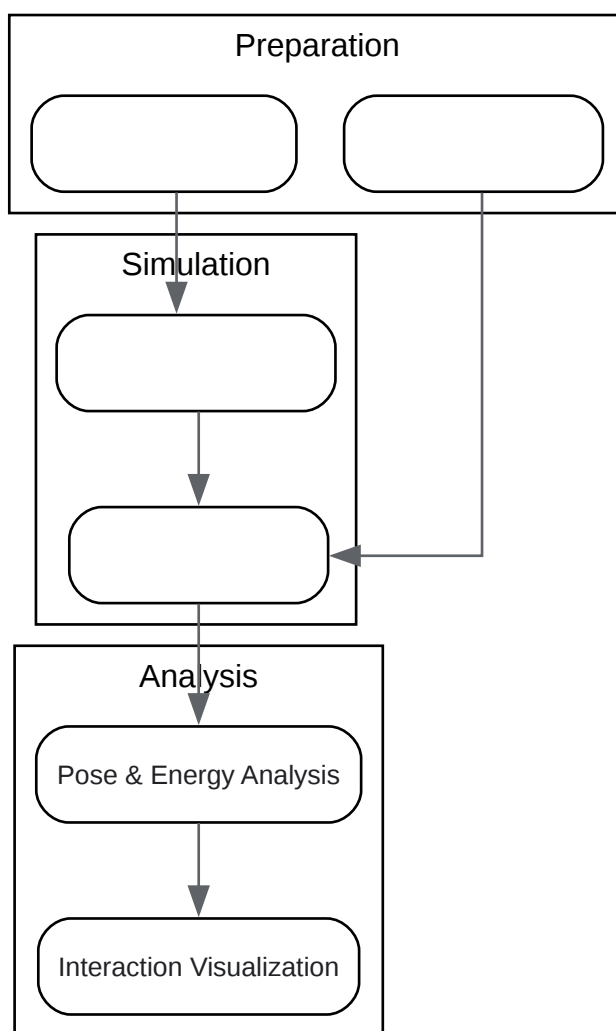 Preparation
Simulation
Analysis
Pose & Energy Analysis
Interaction Visualization